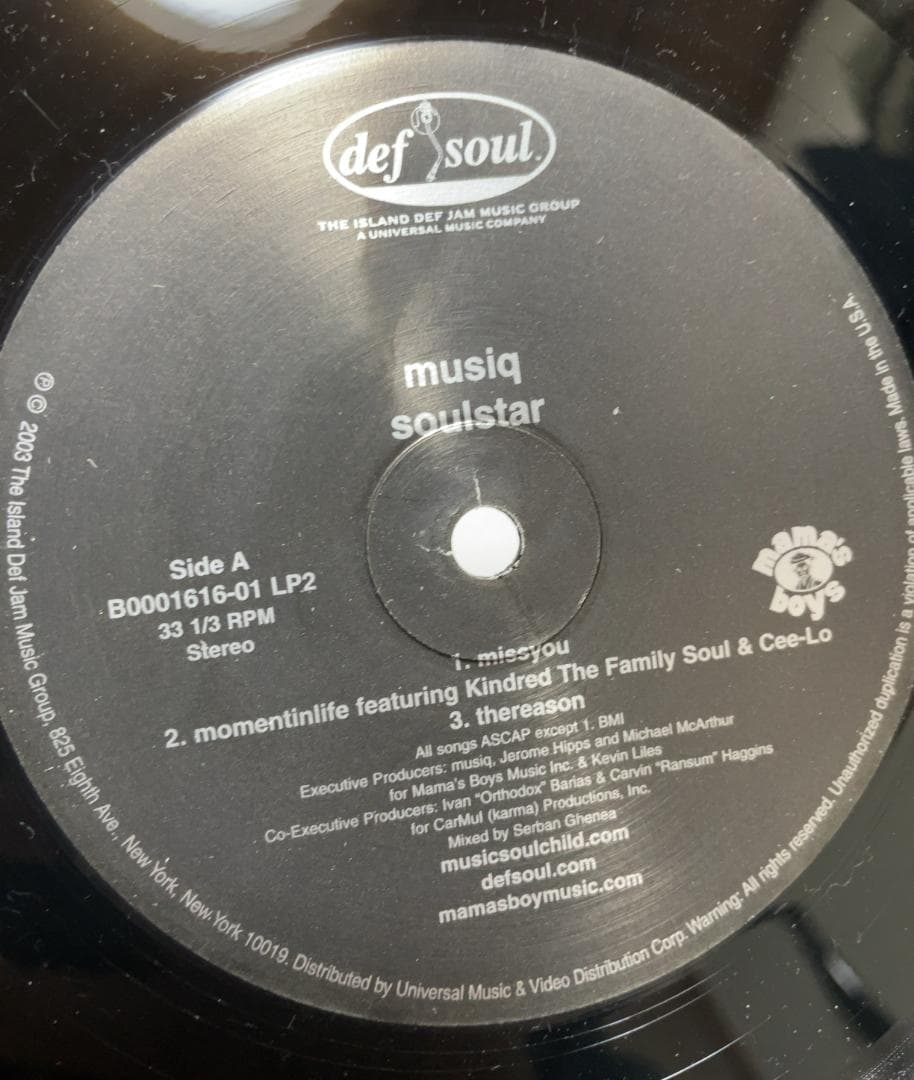 def soul.
THE ISLAND DEF JAM MUSIC GROUP
A UNIVERSAL MUSIC COMPANY
musiq
soulstar
Side A
B0001616-01 LP2
33 1/3 RPM
Stereo
mama's
boys
1. missyou
2. momentinlife featuring Kindred The Family Soul & Cee-Lo
3. thereason
All songs ASCAP except 1. BMI
Executive Producers: musiq, Jerome Hipps and Michael McArthur
for Mama's Boys Music Inc. & Kevin Liles
Co-Executive Producers: Ivan "Orthodox" Barias & Carvin "Ransum" Haggins
for CarMul (karma) Productions, Inc.
Mixed by Serban Ghenea
musicsoulchild.com
defsoul.com
mamasboymusic.com
℗ © 2003 The Island Def Jam Music Group, 825 Eighth Ave., New York, New York 10019. Distributed by Universal Music & Video Distribution Corp. Warning: All rights reserved. Unauthorized duplication is a violation of applicable laws. Made in the U.S.A.